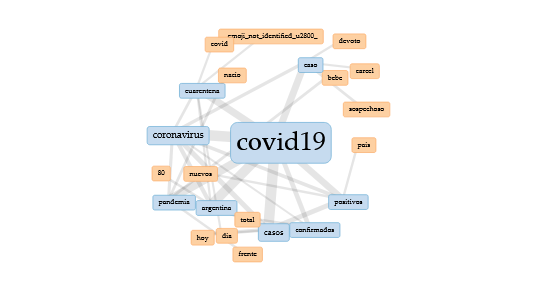 emoji_not_identified_u2800_
covid
devoto
caso
carcel
bebe
nacio
cuarentena
sospechoso
coronavirus
covid19
pais
80
nuevos
pandemia
argentina
positivos
total
casos
confirmados
hoy
dia
frente